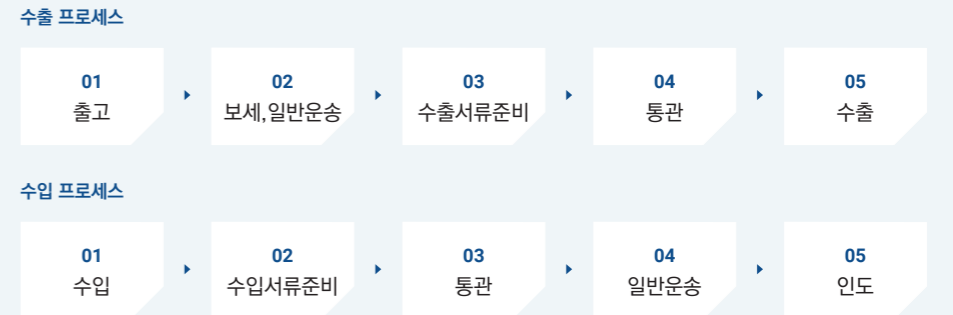 수출 프로세스
01
출고
02
보세,일반운송
03
수출서류준비
04
통관
05
수출
수입 프로세스
01
수입
02
수입서류준비
03
통관
04
일반운송
05
인도